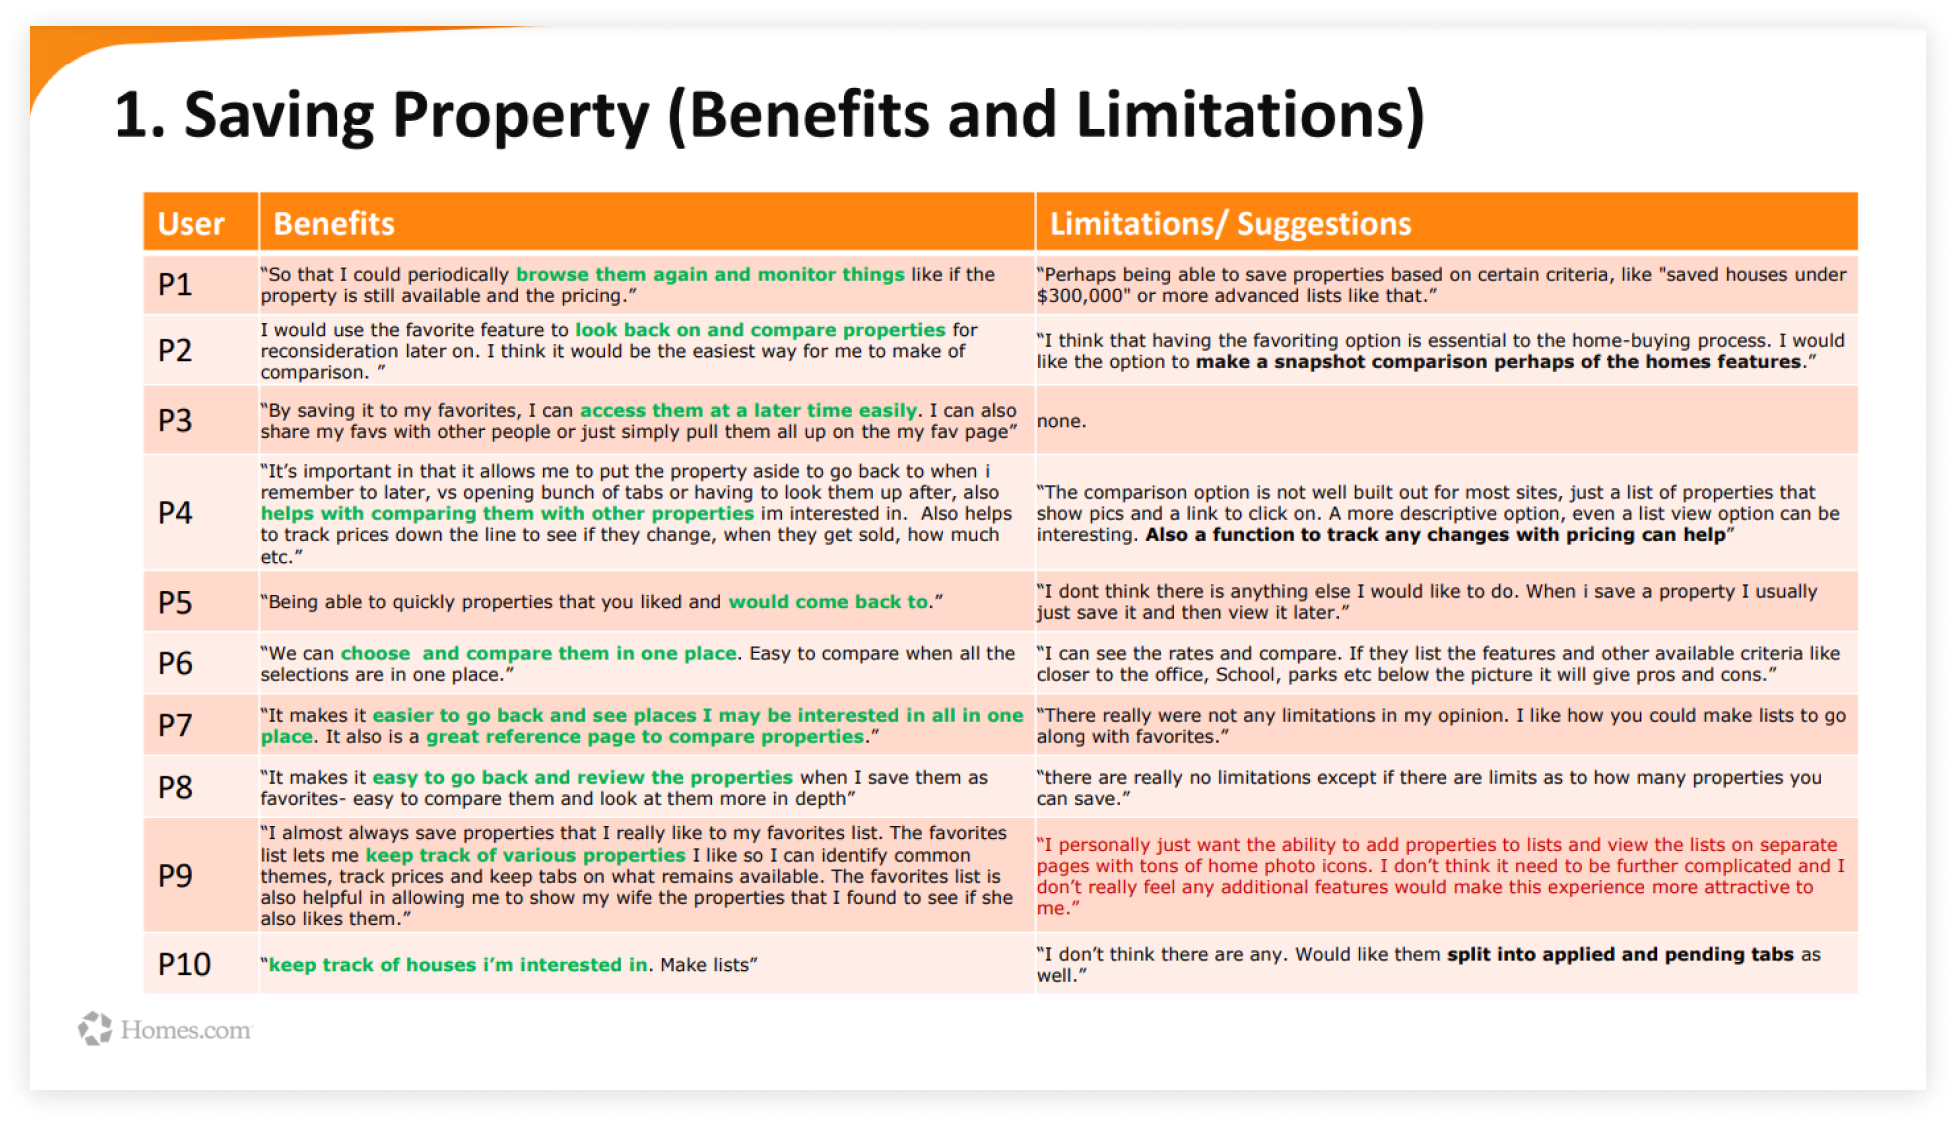 1. Saving Property (Benefits and Limitations)
User
Benefits
Limitations/ Suggestions
P1
“So that I could periodically browse them again and monitor things like if the
property is still available and the pricing.”
“Perhaps being able to save properties based on certain criteria, like "saved houses under
$300,000" or more advanced lists like that.”
P2
I would use the favorite feature to look back on and compare properties for
reconsideration later on. I think it would be the easiest way for me to make of
comparison. ”
“I think that having the favoriting option is essential to the home-buying process. I would
like the option to make a snapshot comparison perhaps of the homes features.”
P3
“By saving it to my favorites, I can access them at a later time easily. I can also
share my favs with other people or just simply pull them all up on the my fav page”
none.
P4
“It’s important in that it allows me to put the property aside to go back to when i
remember to later, vs opening bunch of tabs or having to look them up after, also
helps with comparing them with other properties im interested in.  Also helps
to track prices down the line to see if they change, when they get sold, how much
etc.”
“The comparison option is not well built out for most sites, just a list of properties that
show pics and a link to click on. A more descriptive option, even a list view option can be
interesting. Also a function to track any changes with pricing can help”
P5
“Being able to quickly properties that you liked and would come back to.”
“I dont think there is anything else I would like to do. When i save a property I usually
just save it and then view it later.”
P6
“We can choose  and compare them in one place. Easy to compare when all the
selections are in one place.”
“I can see the rates and compare. If they list the features and other available criteria like
closer to the office, School, parks etc below the picture it will give pros and cons.”
P7
“It makes it easier to go back and see places I may be interested in all in one
place. It also is a great reference page to compare properties.”
“There really were not any limitations in my opinion. I like how you could make lists to go
along with favorites.”
P8
“It makes it easy to go back and review the properties when I save them as
favorites- easy to compare them and look at them more in depth”
“there are really no limitations except if there are limits as to how many properties you
can save.”
P9
“I almost always save properties that I really like to my favorites list. The favorites
list lets me keep track of various properties I like so I can identify common
themes, track prices and keep tabs on what remains available. The favorites list is
also helpful in allowing me to show my wife the properties that I found to see if she
also likes them.”
“I personally just want the ability to add properties to lists and view the lists on separate
pages with tons of home photo icons. I don’t think it need to be further complicated and I
don’t really feel any additional features would make this experience more attractive to
me.”
P10
“keep track of houses i’m interested in. Make lists”
“I don’t think there are any. Would like them split into applied and pending tabs as
well.”
Homes.com